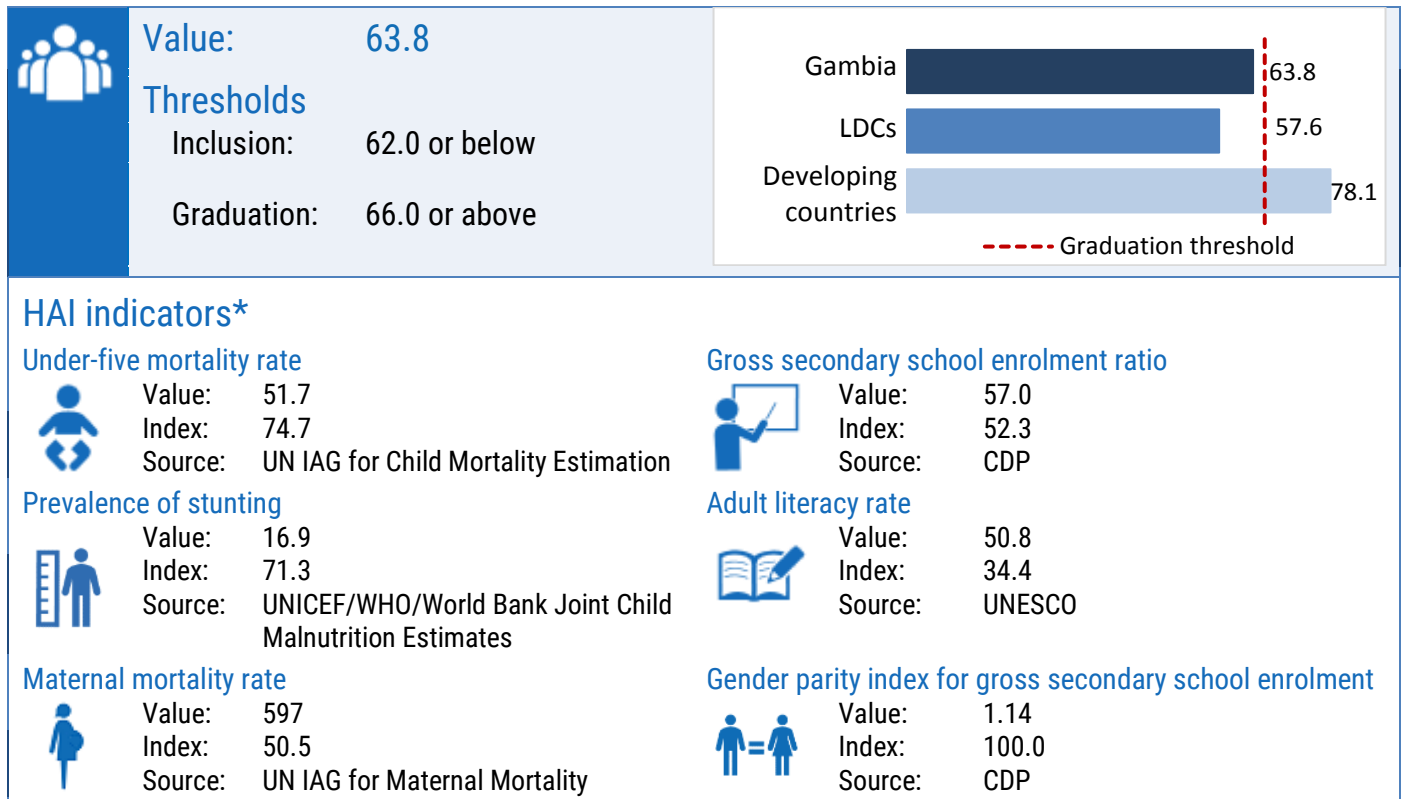 Value: 63.8
Thresholds
Inclusion: 62.0 or below
Graduation: 66.0 or above
Gambia 63.8
LDCs 57.6
Developing
countries 78.1
Graduation threshold
HAI indicators*
Under-five mortality rate
Value: 51.7
Index: 74.7
Source: UN IAG for Child Mortality Estimation
Prevalence of stunting
Value: 16.9
Index: 71.3
Source: UNICEF/WHO/World Bank Joint Child
Malnutrition Estimates
Maternal mortality rate
Value: 597
Index: 50.5
Source: UN IAG for Maternal Mortality
Gross secondary school enrolment ratio
Value: 57.0
Index: 52.3
Source: CDP
Adult literacy rate
Value: 50.8
Index: 34.4
Source: UNESCO
Gender parity index for gross secondary school enrolment
Value: 1.14
Index: 100.0
Source: CDP